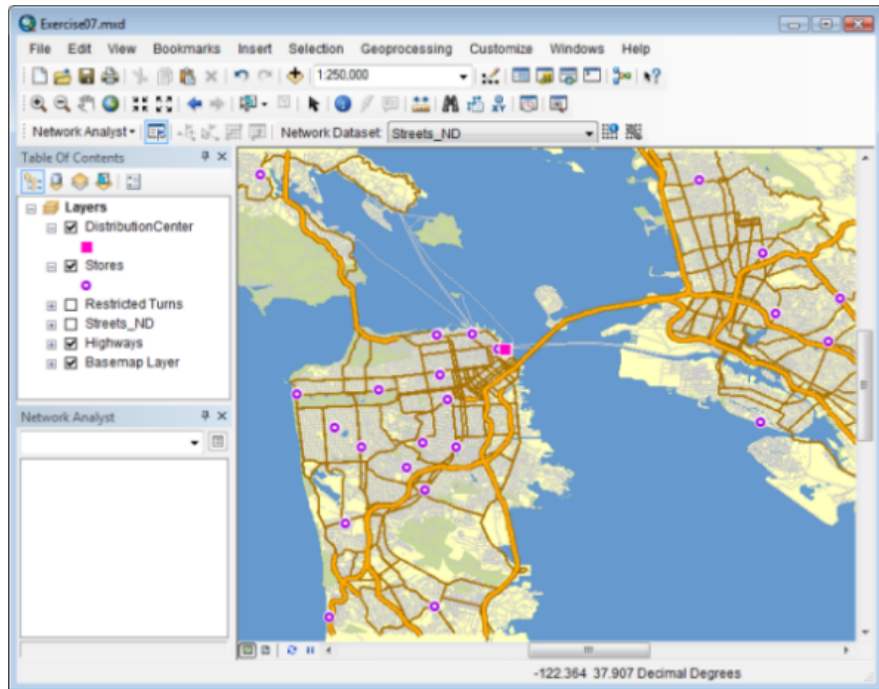 Exercise07.mxd
File Edit View Bookmarks Insert Selection Geoprocessing Customize Windows Help
1:250,000
Network Analyst Network Dataset: Streets_ND
Table Of Contents
Layers
DistributionCenter
Stores
Restricted Turns
Streets_ND
Highways
Basemap Layer
Network Analyst
-122.364 37.907 Decimal Degrees